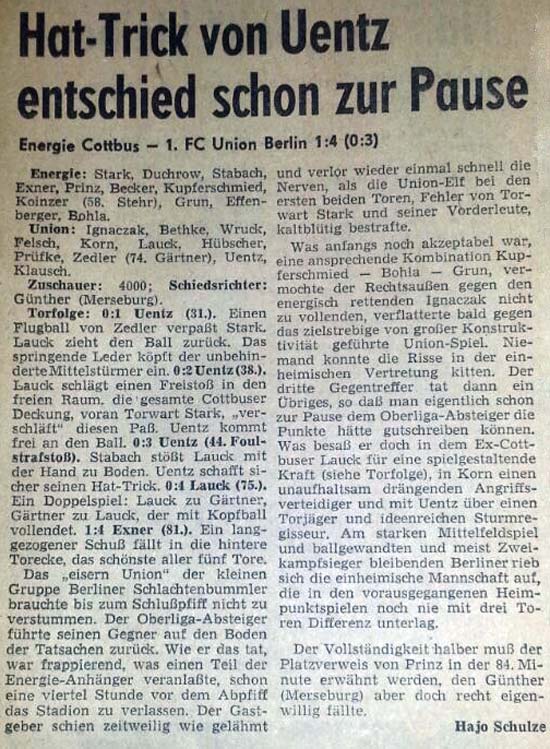 Hat-Trick von Uentz
entschied schon zur Pause
Energie Cottbus — 1. FC Union Berlin 1:4 (0:3)
Energie: Stark, Duchrow, Stabach,
Exner, Prinz, Becker, Kupferschmied,
Koinzer (58. Stehr), Grun, Effen-
berger, Bohla.
Union: Ignaczak, Bethke, Wruck,
Felsch, Korn, Lauck, Hübscher,
Prüfke, Zedler (74. Gärtner), Uentz,
Klausch.
Zuschauer: 4000; Schiedsrichter:
Günther (Merseburg).
Torfolge: 0:1 Uentz (31.). Einen
Flugball von Zedler verpaßt Stark.
Lauck zieht den Ball zurück. Das
springende Leder köpft der unbehin-
derte Mittelstürmer ein. 0:2 Uentz (38.).
Lauck schlägt einen Freistoß in den
freien Raum, die gesamte Cottbuser
Deckung, voran Torwart Stark, „ver-
schläft" diesen Paß. Uentz kommt
frei an den Ball. 0:3 Uentz (44. Foul-
strafstoß). Stabach stößt Lauck mit
der Hand zu Boden. Uentz schafft si-
cher seinen Hat-Trick. 0:4 Lauck (75.).
Ein Doppelspiel: Lauck zu Gärtner,
Gärtner zu Lauck, der mit Kopfball
vollendet. 1:4 Exner (81.). Ein lang-
gezogener Schuß fällt in die hintere
Torecke, das schönste aller fünf Tore.
Das „eisern Union" der kleinen
Gruppe Berliner Schlachtenbummler
brauchte bis zum Schlußpfiff nicht zu
verstummen. Der Oberliga-Absteiger
führte seinen Gegner auf den Boden
der Tatsachen zurück. Wie er das tat,
war frappierend, was einen Teil der
Energie-Anhänger veranlaßte, schon
eine viertel Stunde vor dem Abpfiff
das Stadion zu verlassen. Der Gast-
geber schien zeitweilig wie gelähmt
und verlor wieder einmal schnell die
Nerven, als die Union-Elf bei den
ersten beiden Toren, Fehler von Tor-
wart Stark und seiner Vorderleute,
kaltblütig bestrafte.
Was anfangs noch akzeptabel war,
eine ansprechende Kombination Kup-
ferschmied — Bohla — Grun, ver-
mochte der Rechtsaußen gegen den
energisch rettenden Ignaczak nicht
zu vollenden, verflatterte bald gegen
das zielstrebige von großer Konstruk-
tivität geführte Union-Spiel. Nie-
mand konnte die Risse in der ein-
heimischen Vertretung kitten. Der
dritte Gegentreffer tat dann ein
Übriges, so daß man eigentlich schon
zur Pause dem Oberliga-Absteiger die
Punkte hätte gutschreiben können.
Was besaß er doch in dem Ex-Cott-
buser Lauck für eine spielgestaltende
Kraft (siehe Torfolge), in Korn einen
unaufhaltsam drängenden Angriffs-
verteidiger und mit Uentz über einen
Torjäger und ideenreichen Sturmre-
gisseur. Am starken Mittelfeldspiel
und ballgewandten und meist Zwei-
kampfsieger bleibenden Berliner rieb
sich die einheimische Mannschaft auf,
die in den vorausgegangenen Heim-
punktspielen noch nie mit drei To-
ren Differenz unterlag.
Der Vollständigkeit halber muß der
Platzverweis von Prinz in der 84. Mi-
nute erwähnt werden, den Günther
(Merseburg) aber doch recht eigen-
willig fällte.
Hajo Schulze